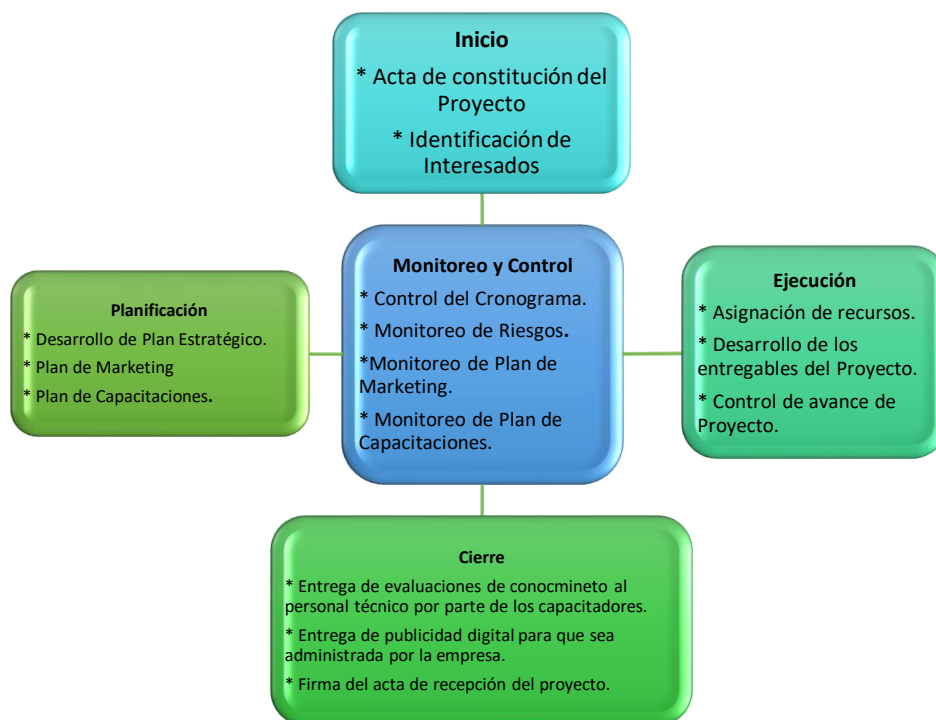 Inicio
* Acta de constitución del
Proyecto
* Identificación de
Interesados
Planificación
* Desarrollo de Plan Estratégico.
* Plan de Marketing
* Plan de Capacitaciones.
Monitoreo y Control
* Control del Cronograma.
* Monitoreo de Riesgos.
*Monitoreo de Plan de
Marketing.
* Monitoreo de Plan de
Capacitaciones.
Ejecución
* Asignación de recursos.
* Desarrollo de los
entregables del Proyecto.
* Control de avance de
Proyecto.
Cierre
* Entrega de evaluaciones de conocmineto al
personal técnico por parte de los capacitadores.
* Entrega de publicidad digital para que sea
administrada por la empresa.
* Firma del acta de recepción del proyecto.